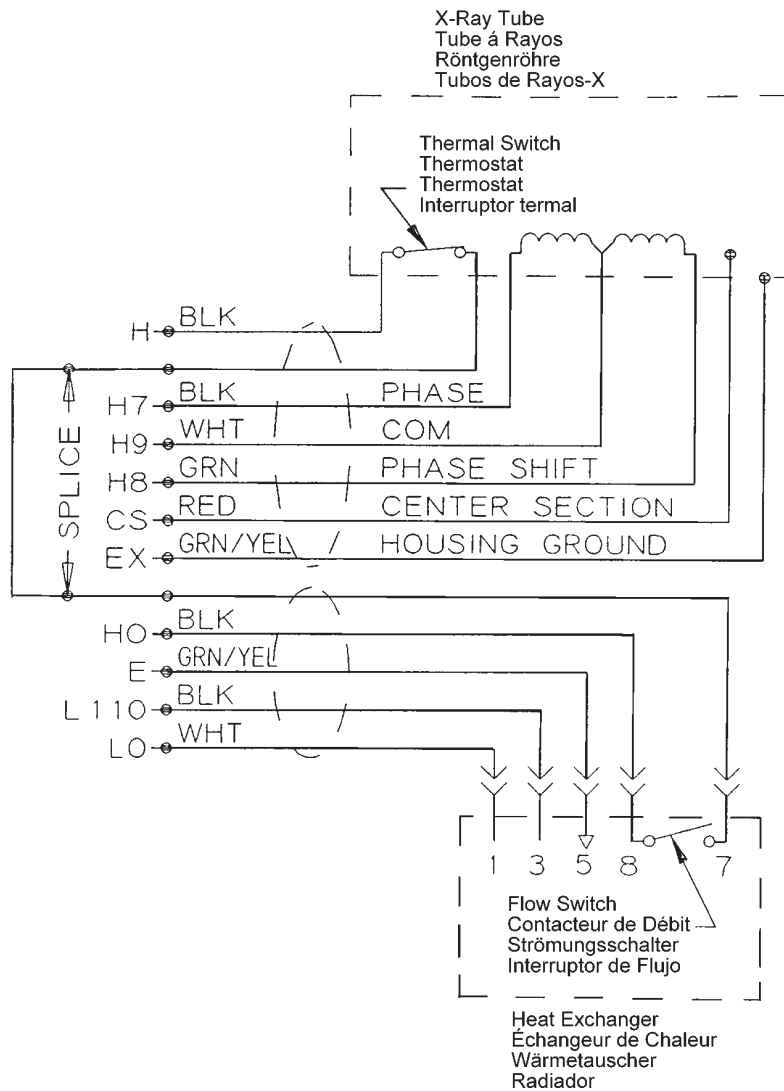 X-Ray Tube
Tube á Rayos
Röntgenröhre
Tubos de Rayos-X
Thermal Switch
Thermostat
Thermostat
Interruptor termal
H BLK
H7 BLK PHASE
H9 WHT COM
H8 GRN PHASE SHIFT
CS RED CENTER SECTION
EX GRN/YEL HOUSING GROUND
SPLICE
HO BLK
E GRN/YEL
L110 BLK
LO WHT
1 3 5 8 7
Flow Switch
Contacteur de Débit
Strömungsschalter
Interruptor de Flujo
Heat Exchanger
Échangeur de Chaleur
Wärmetauscher
Radiador